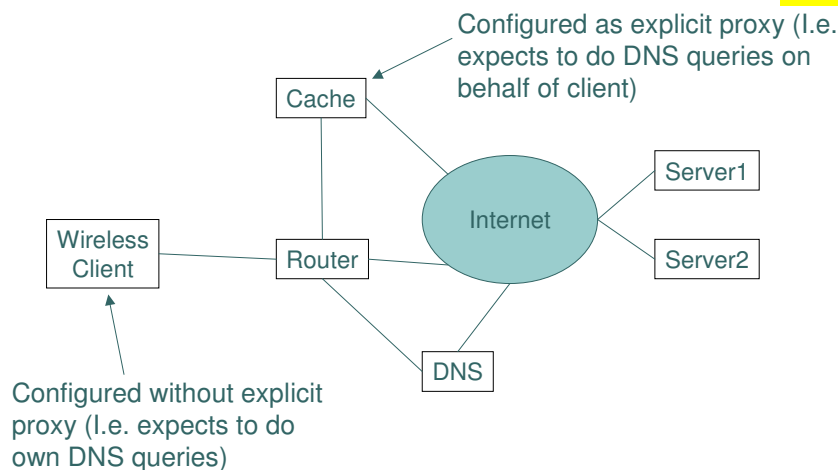 Configured as explicit proxy (I.e.
expects to do DNS queries on
behalf of client)
Cache
Server1
Internet
Wireless
Client
Router
Server2
DNS
Configured without explicit
proxy (I.e. expects to do
own DNS queries)